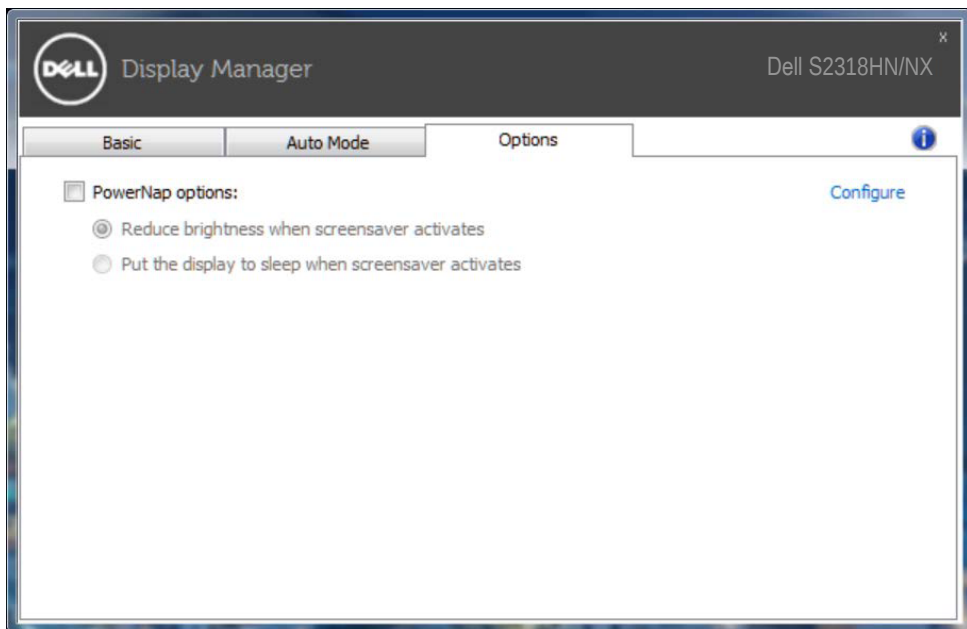 x
DELL Display Manager
Dell S2318HN/NX
Basic
Auto Mode
Options
i
PowerNap options:
Configure
Reduce brightness when screensaver activates
Put the display to sleep when screensaver activates